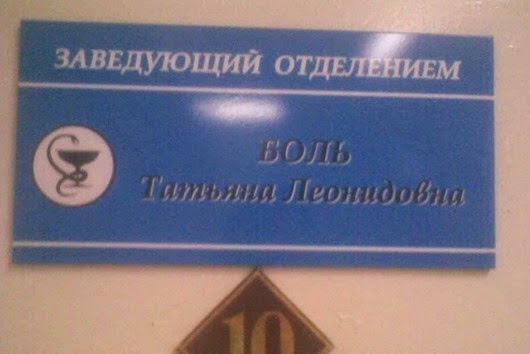 ЗАВЕДУЮЩИЙ ОТДЕЛЕНИЕМ
БОЛЬ
Татьяна Леонидовна
10